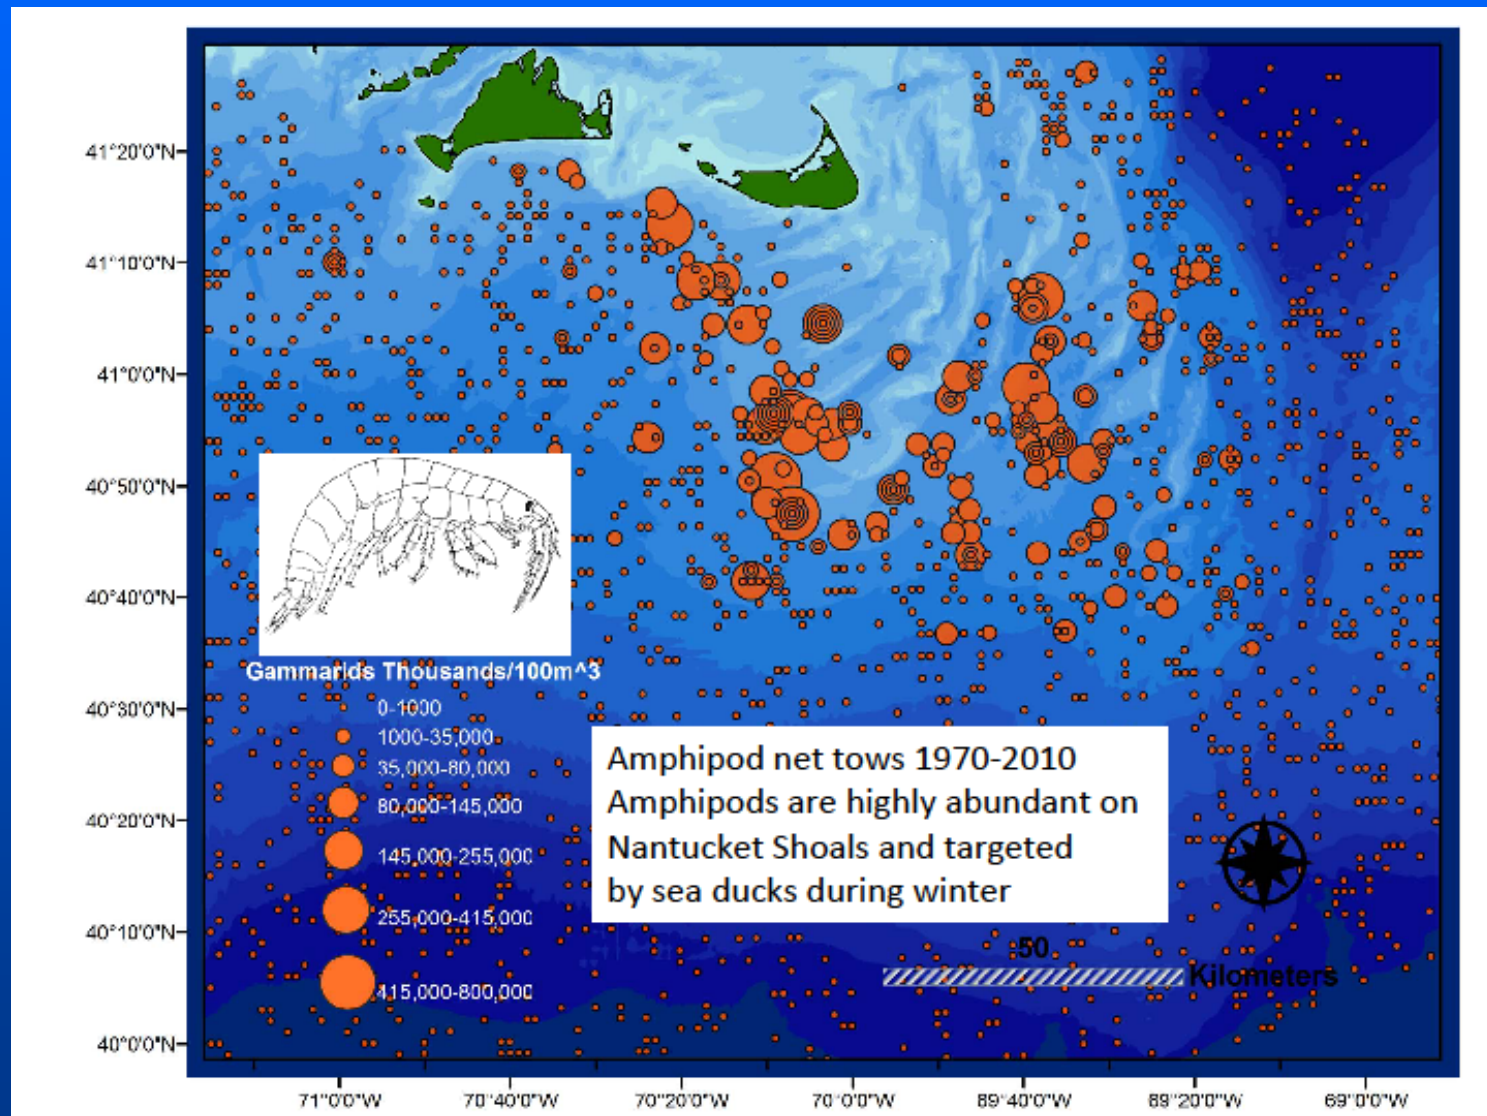 41°20'0"N
41°10'0"N
41°0'0"N
40°50'0"N
40°40'0"N
40°30'0"N
40°20'0"N
40°10'0"N
40°0'0"N
Gammarids Thousands/100m^3
0-1000
1000-35,000
35,000-80,000
80,000-145,000
145,000-255,000
255,000-415,000
415,000-800,000
Amphipod net tows 1970-2010
Amphipods are highly abundant on
Nantucket Shoals and targeted
by sea ducks during winter
50
Kilometers
71°0'0"W 70°40'0"W 70°20'0"W 70°0'0"W 89°40'0"W 89°20'0"W 69°0'0"W